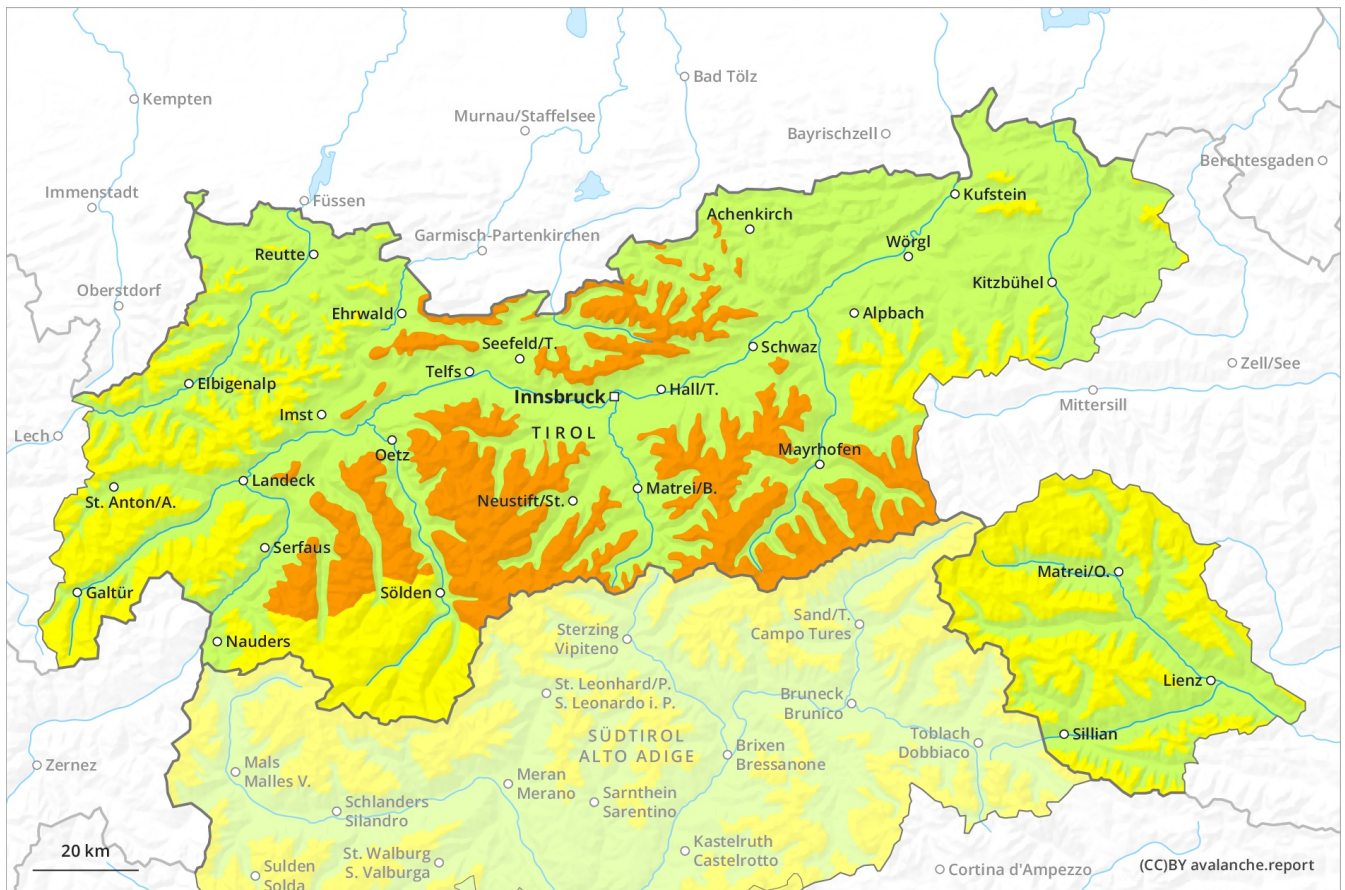 Bad Tölz
Kempten
Murnau/Staffelsee
Bayrischzell
Berchtesgaden
Immenstadt
Füssen
Kufstein
Achenkirch
Garmisch-Partenkirchen
Wörgl
Reutte
Oberstdorf
Kitzbühel
Ehrwald
Alpbach
Seefeld/T.
Schwaz
Zell/See
Telfs
Elbigenalp
Hall/T.
Innsbruck
Mittersill
Imst
TIROL
Lech
Oetz
Mayrhofen
Landeck
Matrei/B.
St. Anton/A.
Neustift/St.
Serfaus
Matrei/O.
Galtür
Sölden
Sand/T.
Campo Tures
Sterzing
Vipiteno
Nauders
Lienz
St. Leonhard/P.
S. Leonardo i. P.
Bruneck
Brunico
Sillian
SÜDTIROL
ALTO ADIGE
Toblach
Dobbiaco
Brixen
Bressanone
Zernez
Mals
Malles V.
Meran
Merano
Sarnthein
Sarentino
Schlanders
Silandro
Kastelruth
Castelrotto
20 km
St. Walburg
S. Valburga
Sulden
Solda
Cortina d'Ampezzo
(CC)BY avalanche.report